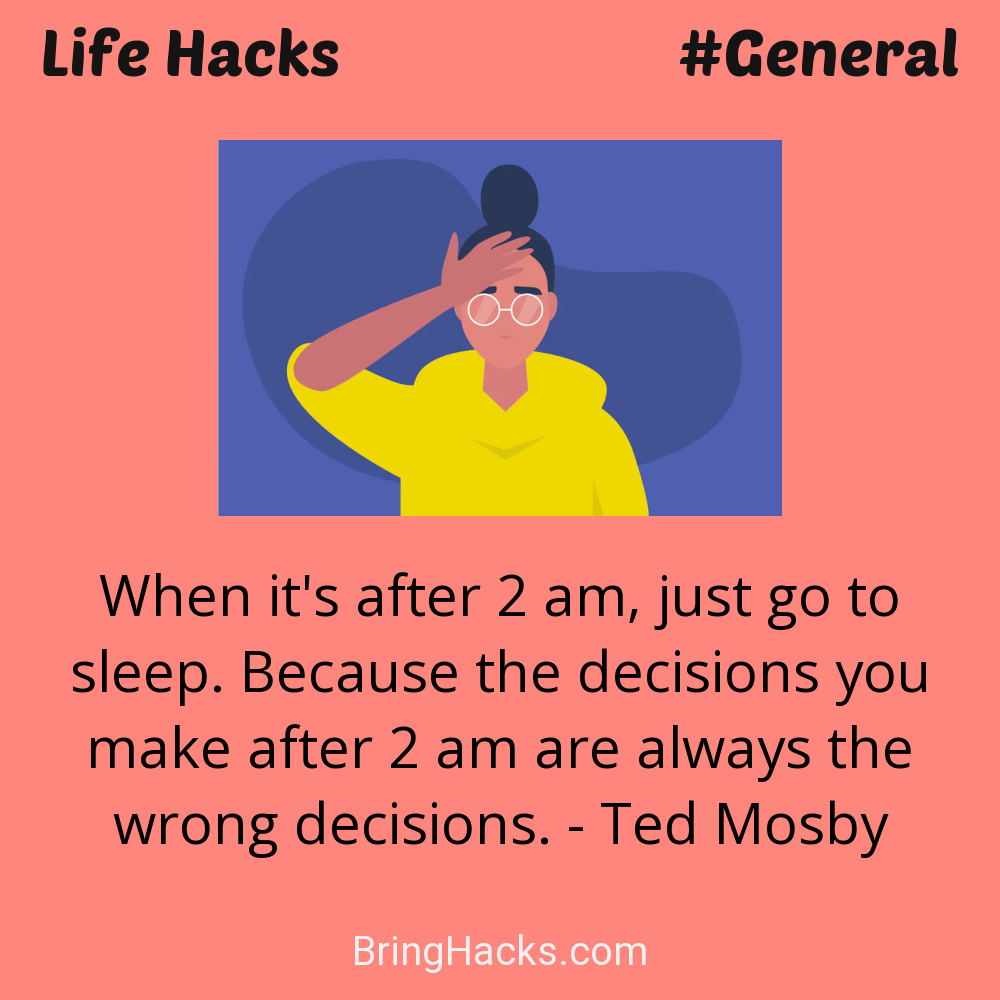 Life Hacks
#General
When it's after 2 am, just go to
sleep. Because the decisions you
make after 2 am are always the
wrong decisions. - Ted Mosby
BringHacks.com